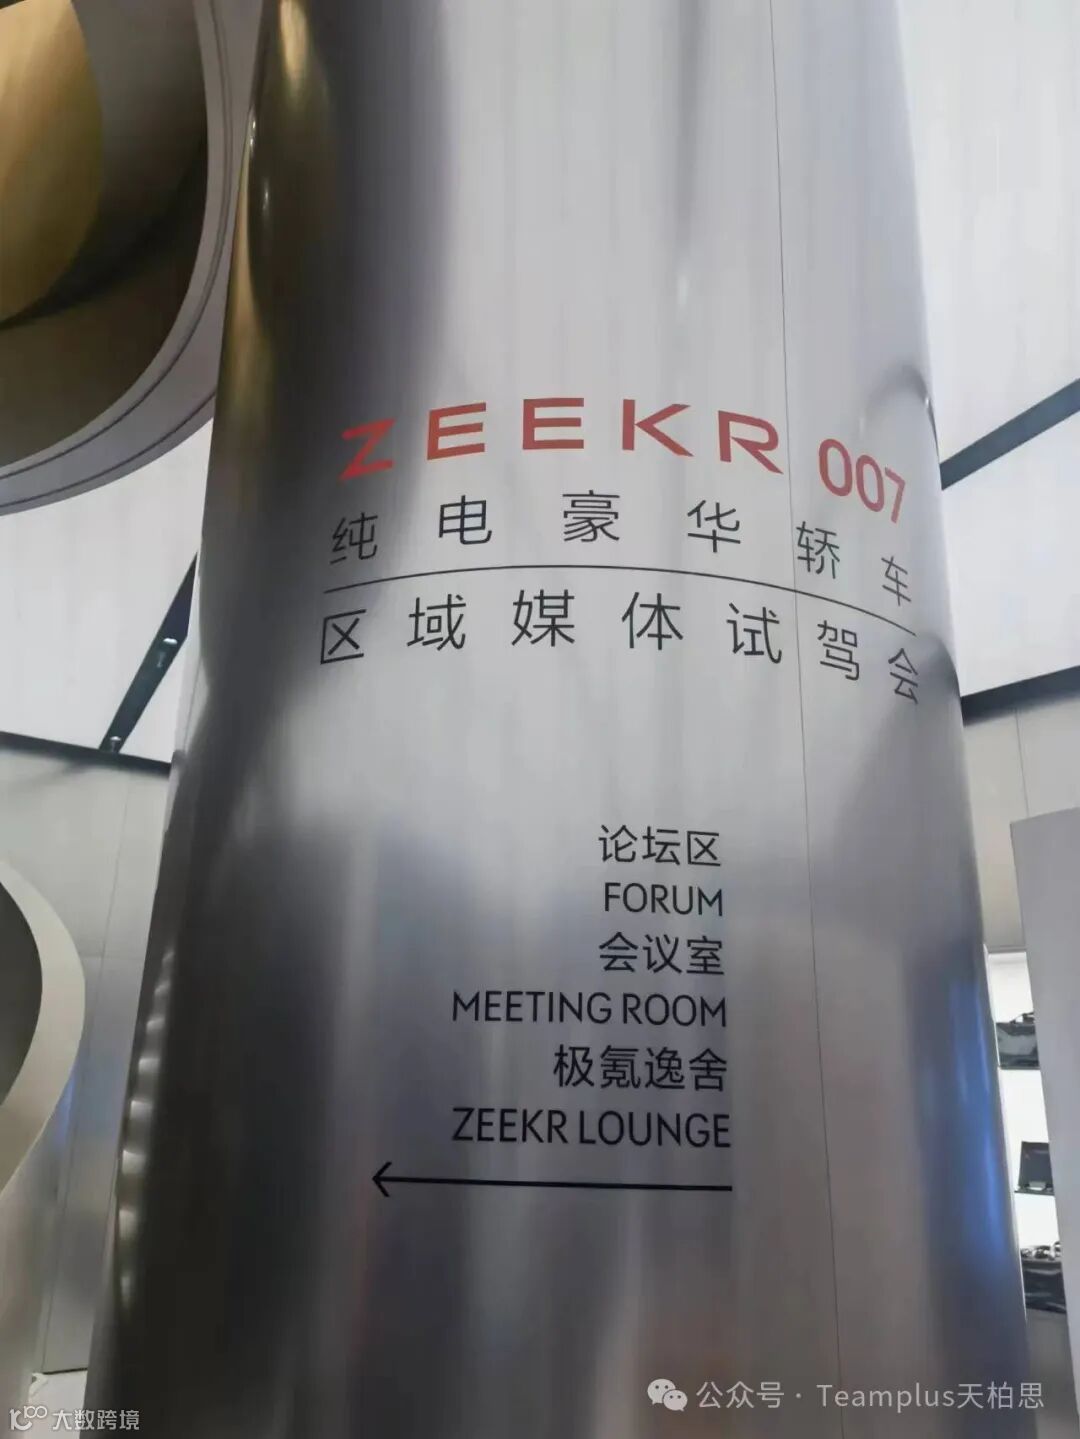 ZEEKR 007
纯电豪华轿车
区域媒体试驾会
论坛区
FORUM
会议室
MEETING ROOM
极氪逸舍
ZEEKR LOUNGE
公众号·Teamplus天柏思
大数跨境